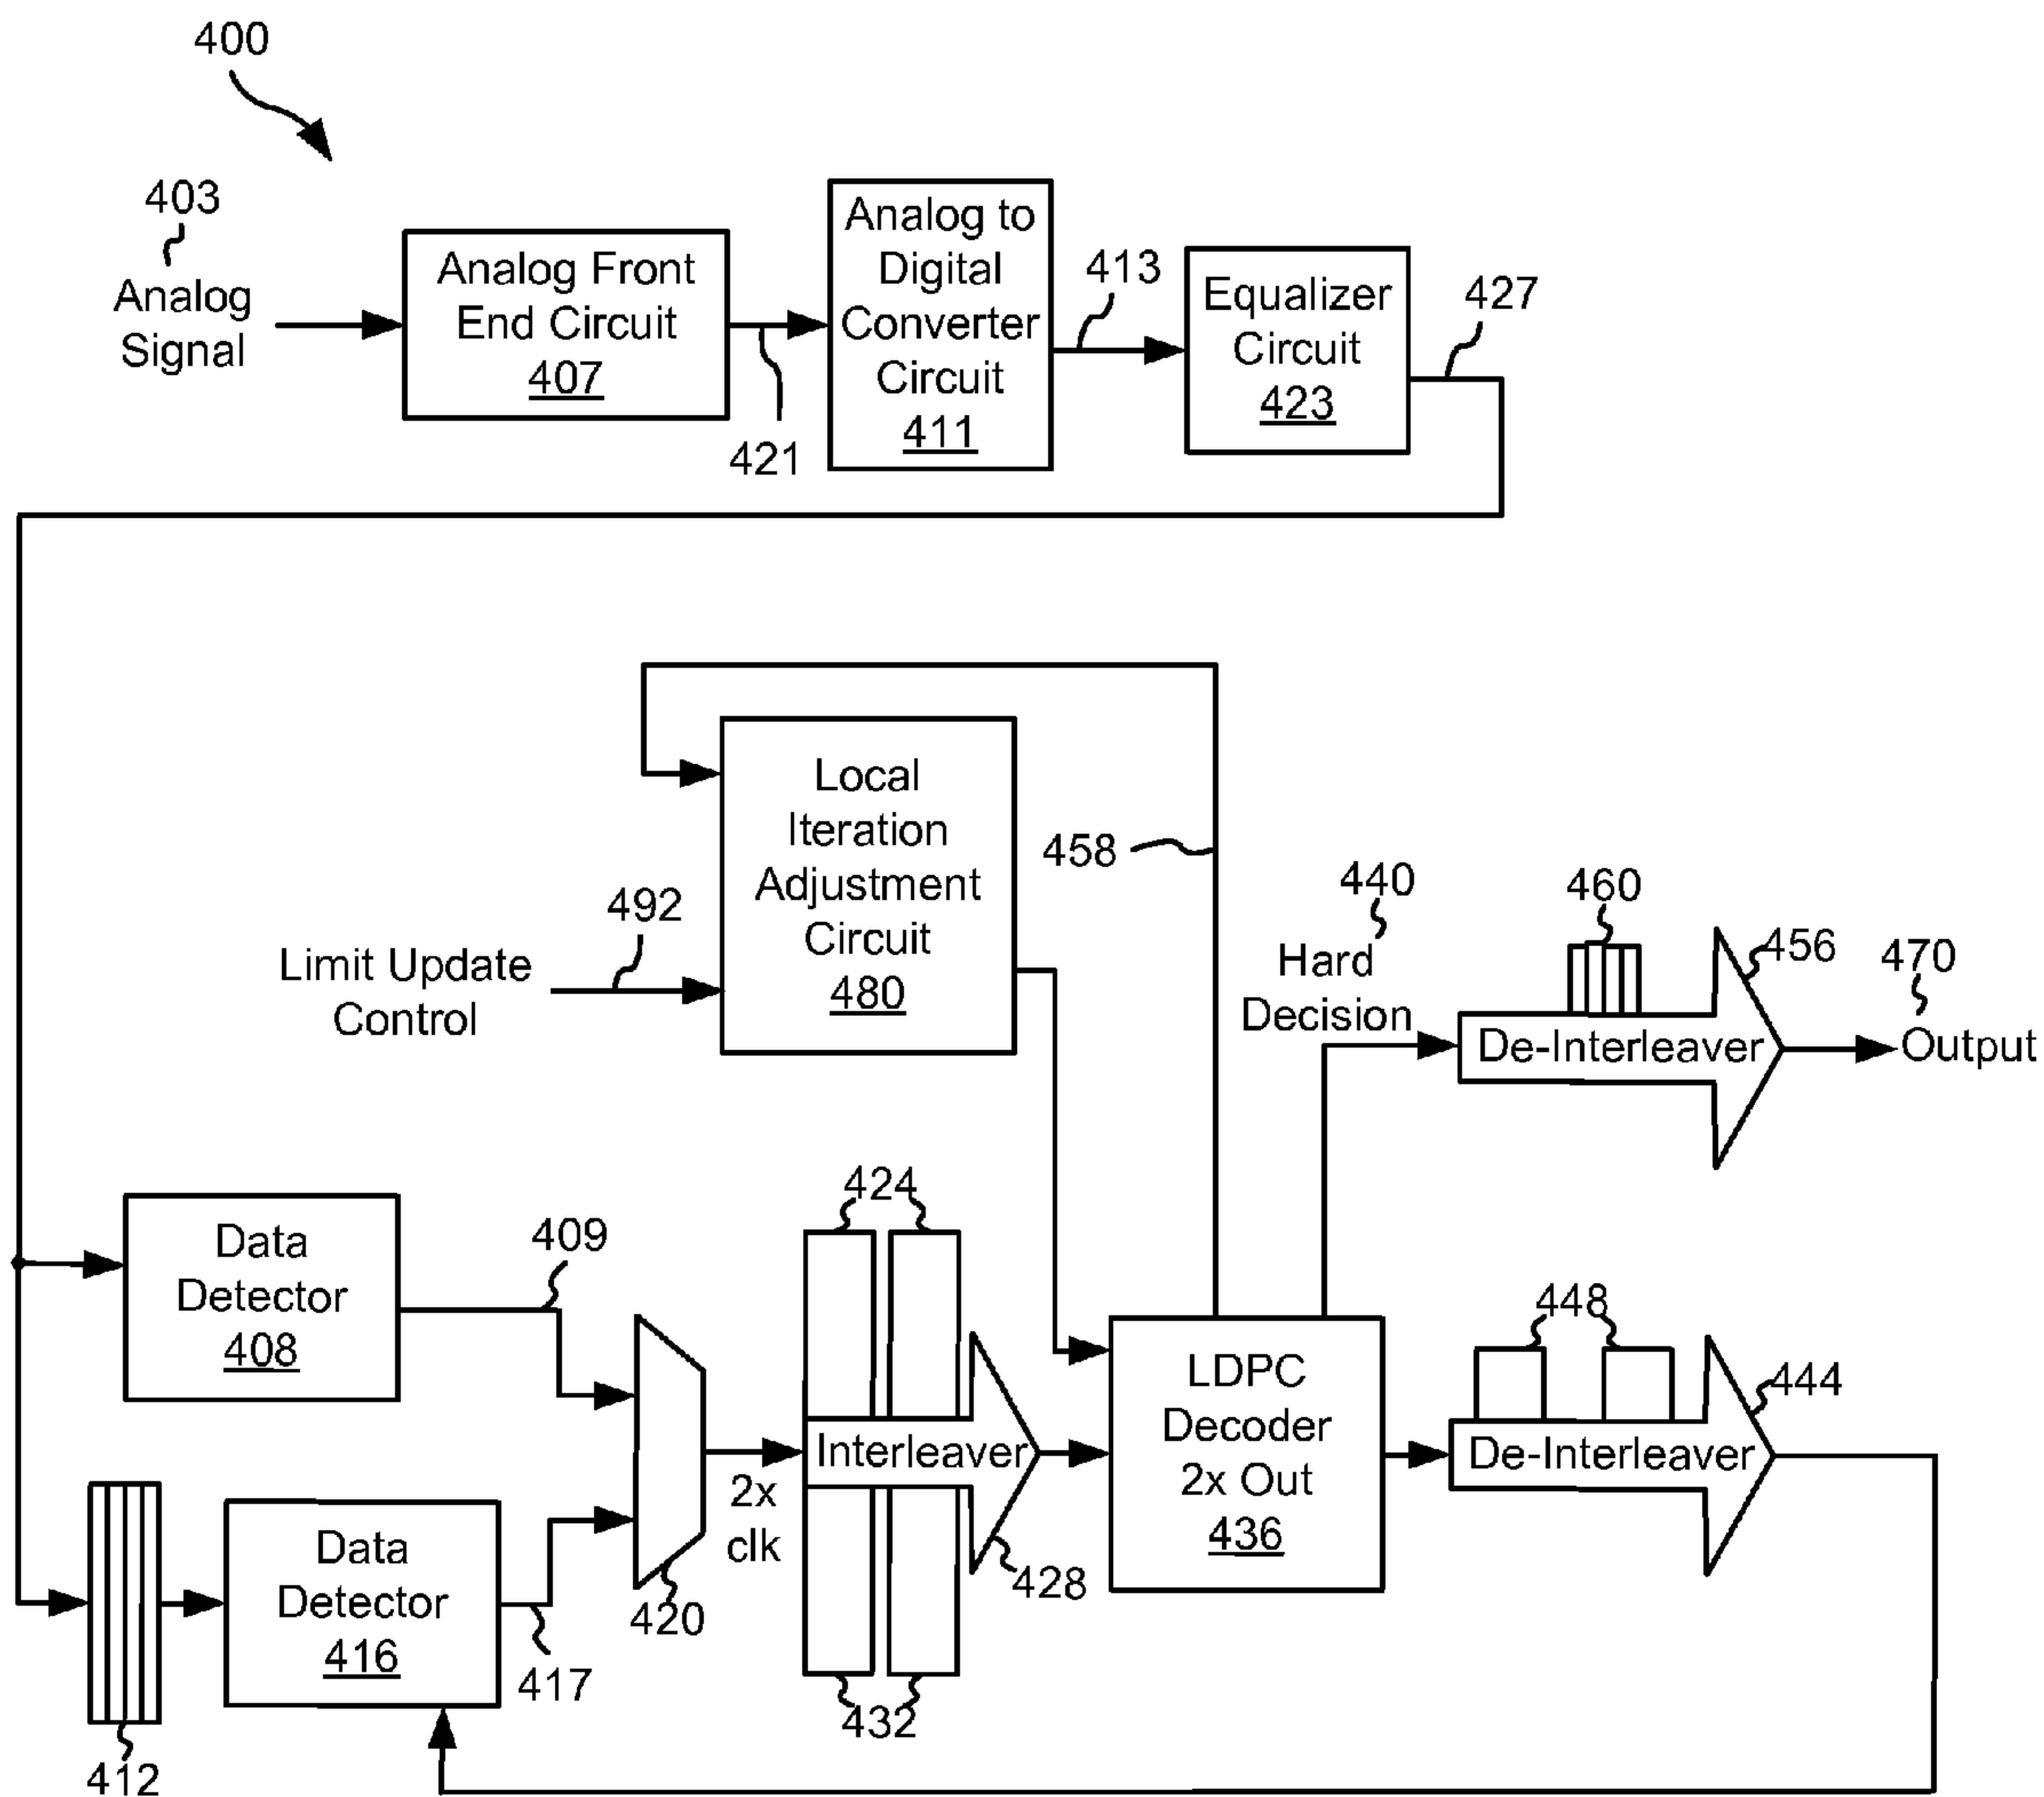 400
403
Analog
Signal
Analog Front
End Circuit
407
421
Analog to
Digital
Converter
Circuit
411
413
Equalizer
Circuit
423
427
Local
Iteration
Adjustment
Circuit
480
458
492
Limit Update
Control
440
Hard
Decision
460
456
De-Interleaver
470
Output
Data
Detector
408
409
424
Interleaver
2x
clk
428
432
420
LDPC
Decoder
2x Out
436
448
444
De-Interleaver
Data
Detector
416
417
412